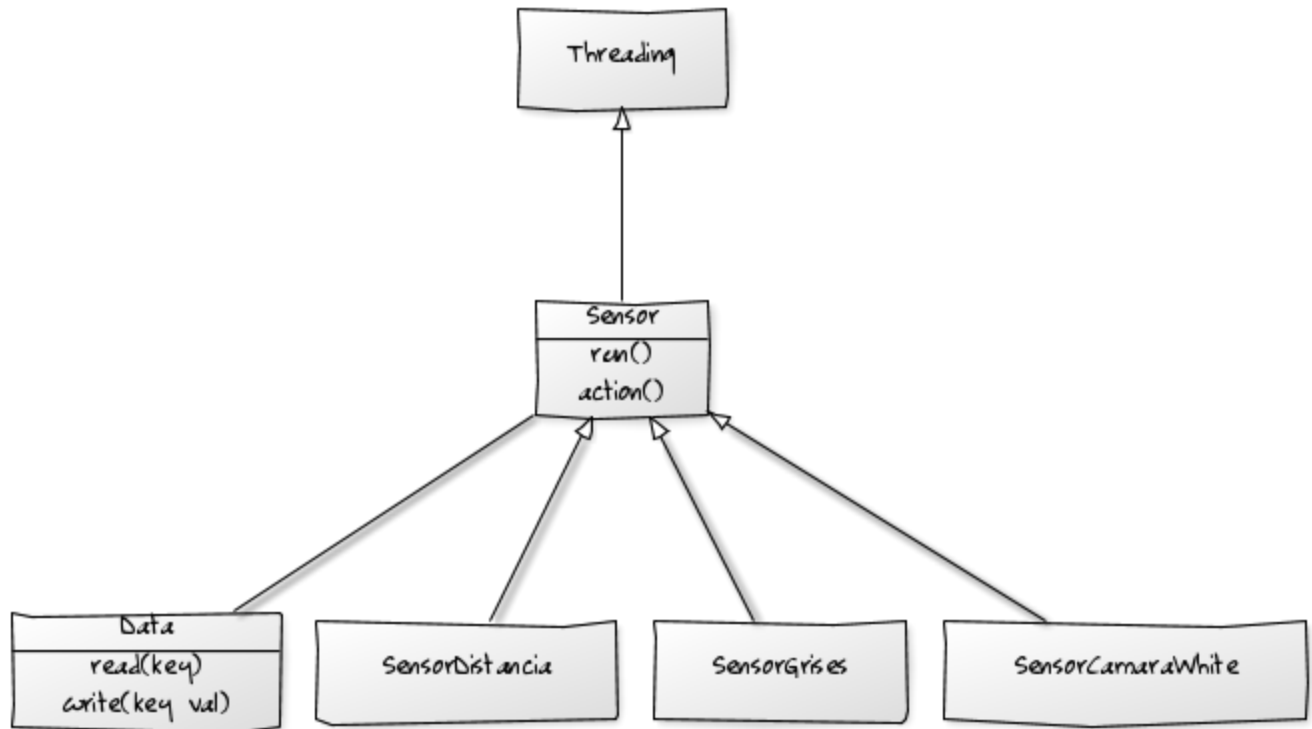 Threading
Sensor
run()
action()
Data
read(key)
write(key val)
SensorDistancia
SensorGrises
SensorCamaraWhite